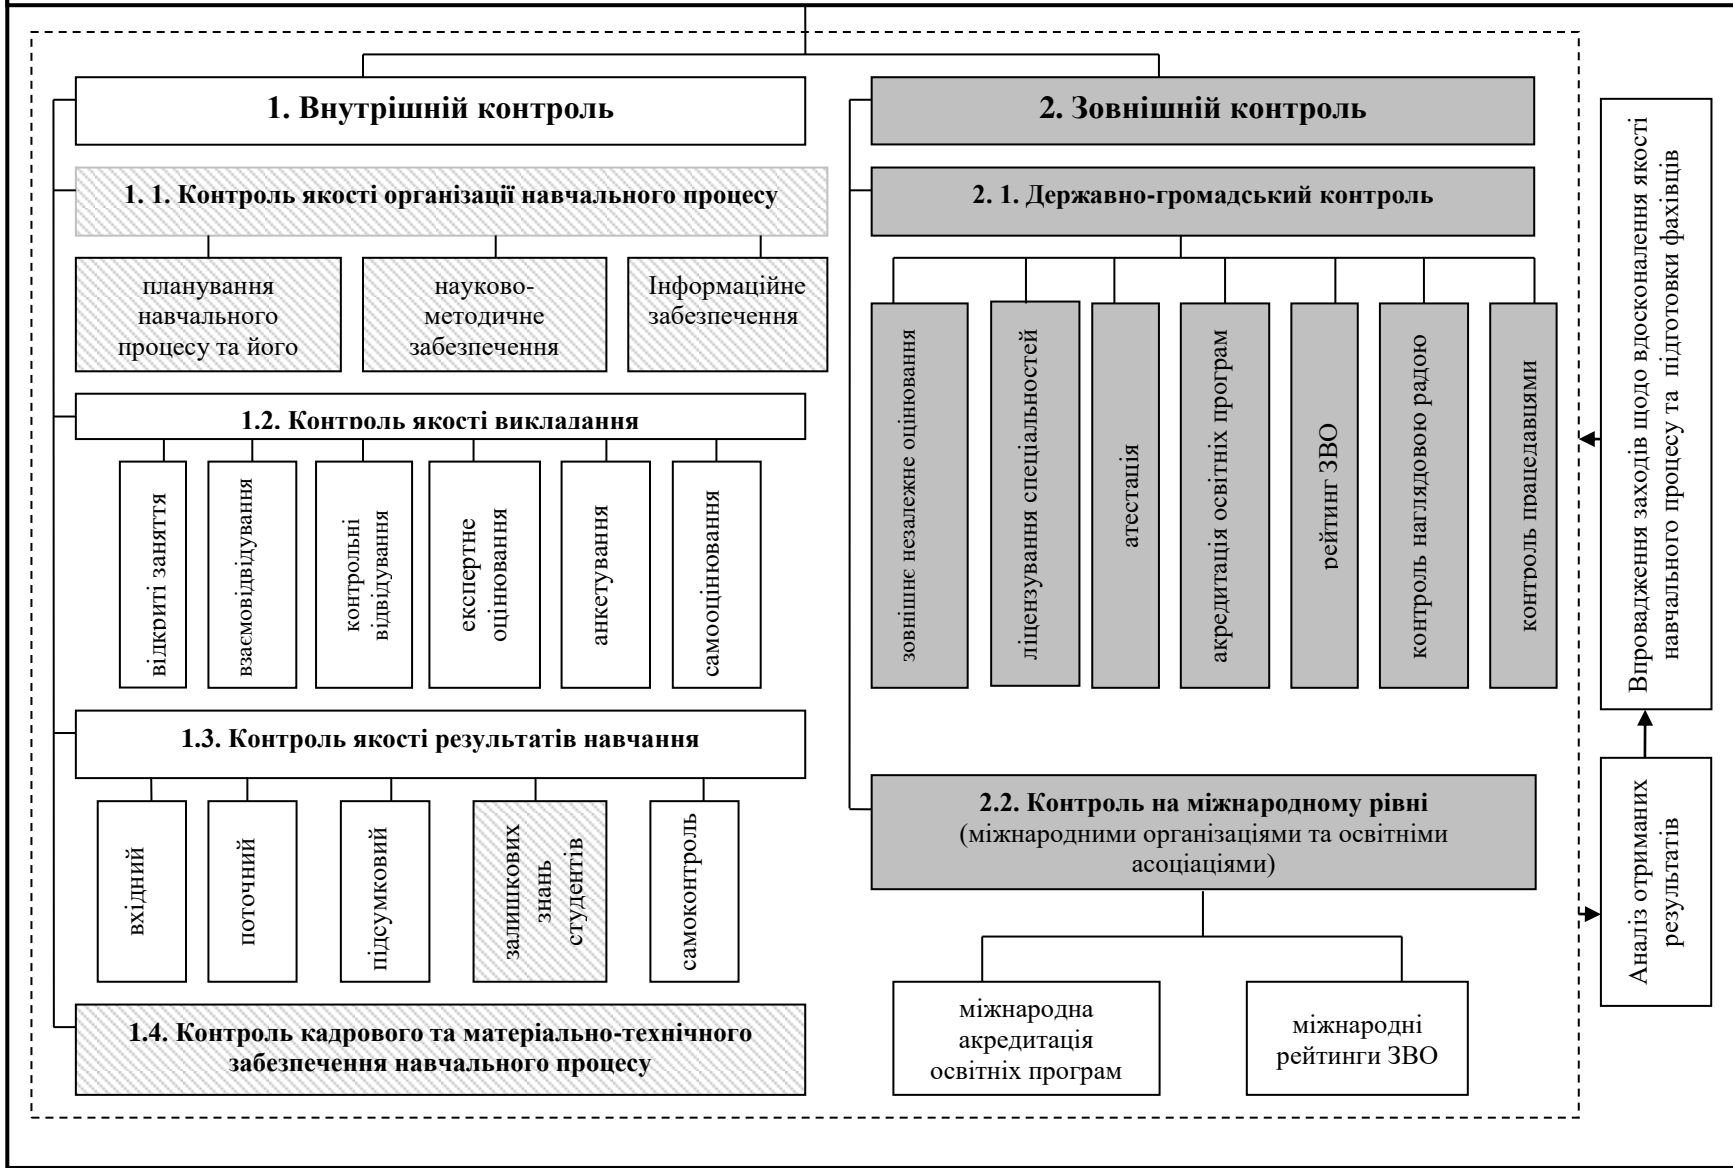 1. Внутрішній контроль
1. 1. Контроль якості організації навчального процесу
планування
навчального
процесу та його
науково-
методичне
забезпечення
Інформаційне
забезпечення
1.2. Контроль якості викладання
відкриті заняття
взаємовідвідування
контрольні
відвідування
експертне
оцінювання
анкетування
самооцінювання
1.3. Контроль якості результатів навчання
вхідний
поточний
підсумковий
залишкових
знань
студентів
самоконтроль
1.4. Контроль кадрового та матеріально-технічного
забезпечення навчального процесу
2. Зовнішній контроль
2. 1. Державно-громадський контроль
зовнішнє незалежне оцінювання
ліцензування спеціальностей
атестація
акредитація освітніх програм
рейтинг ЗВО
контроль наглядовою радою
контроль працедавцями
2.2. Контроль на міжнародному рівні
(міжнародними організаціями та освітніми
асоціаціями)
міжнародна
акредитація
освітніх програм
міжнародні
рейтинги ЗВО
Впровадження заходів щодо вдосконалення якості
навчального процесу та підготовки фахівців
Аналіз отриманих
результатів